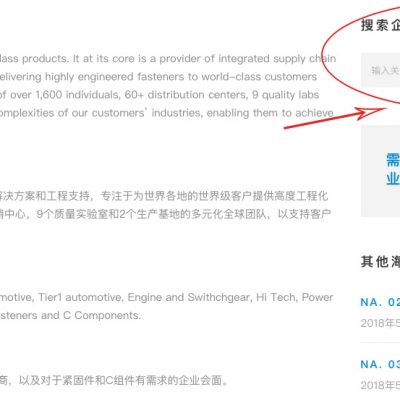 lass products. It at its core is a provider of integrated supply chain
elivering highly engineered fasteners to world-class customers
of over 1,600 individuals, 60+ distribution centers, 9 quality labs
omplexities of our customers' industries, enabling them to achieve
解决方案和工程支持，专注于为世界各地的世界级客户提供高度工程化
销中心，9个质量实验室和2个生产基地的多元化全球团队，以支持客户
motive, Tier1 automotive, Engine and Swithchgear, Hi Tech, Power
steners and C Components.
商，以及对于紧固件和C组件有需求的企业会面。
搜索企
输入关
需
业
其他海
NA. 02
2018年5
NA. 03
2018年5